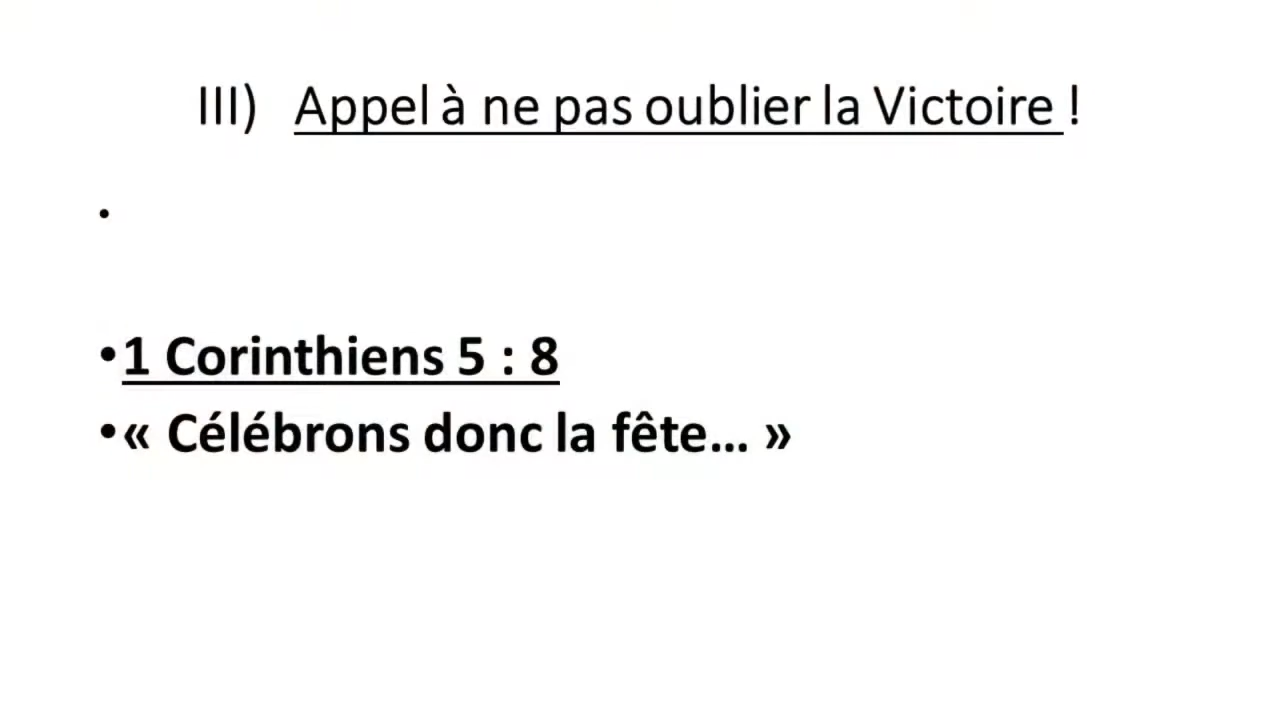 III) Appel à ne pas oublier la Victoire !
•
•1 Corinthiens 5 : 8
•« Célébrons donc la fête... »